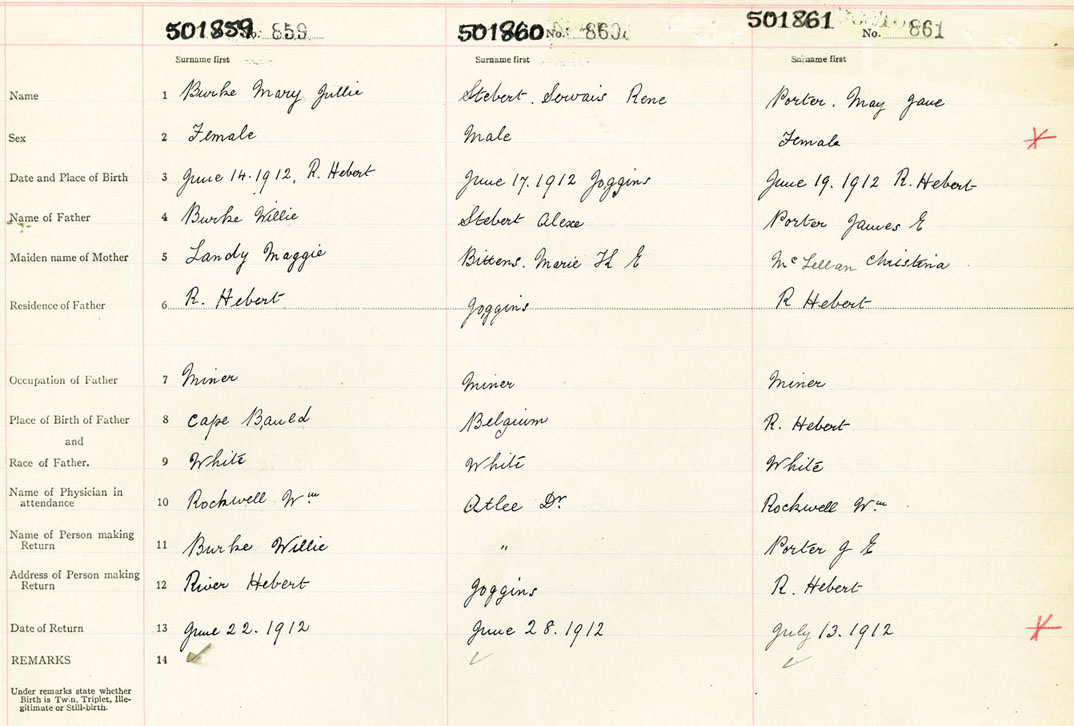 501859 No. 859 501860 No. 860 501861 No. 861
Surname first Surname first Surname first
Name 1 Burke Mary Jullie Stebert. Servais Rene Porter. May Jane
Sex 2 Female Male Female
Date and Place of Birth 3 June 14. 1912, R. Hebert June 17. 1912 Joggins June 19. 1912 R. Hebert
Name of Father 4 Burke Willie Stebert Alexe Porter James E
Maiden name of Mother 5 Landy Maggie Bittens. Marie Th E McLellan Christina
Residence of Father 6 R. Hebert Joggins R Hebert
Occupation of Father 7 Miner Miner Miner
Place of Birth of Father 8 Cape Bauld Belgium R. Hebert
and
Race of Father. 9 White White White
Name of Physician in
attendance 10 Rockwell Wm Atlee Dr. Rockwell Wm
Name of Person making
Return 11 Burke Willie " Porter J E
Address of Person making
Return 12 River Hebert Joggins R. Hebert
Date of Return 13 June 22. 1912 June 28. 1912 July 13. 1912
REMARKS 14
Under remarks state whether
Birth is Twin, Triplet, Ille-
gitimate or Still-birth.